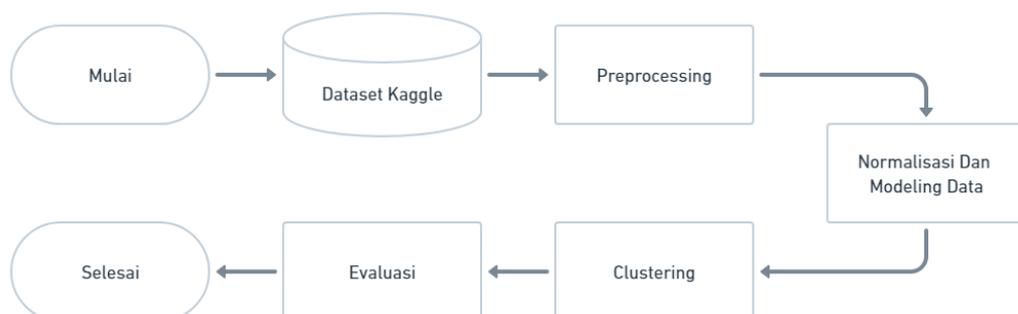 Mulai
Dataset Kaggle
Preprocessing
Normalisasi Dan
Modeling Data
Clustering
Evaluasi
Selesai